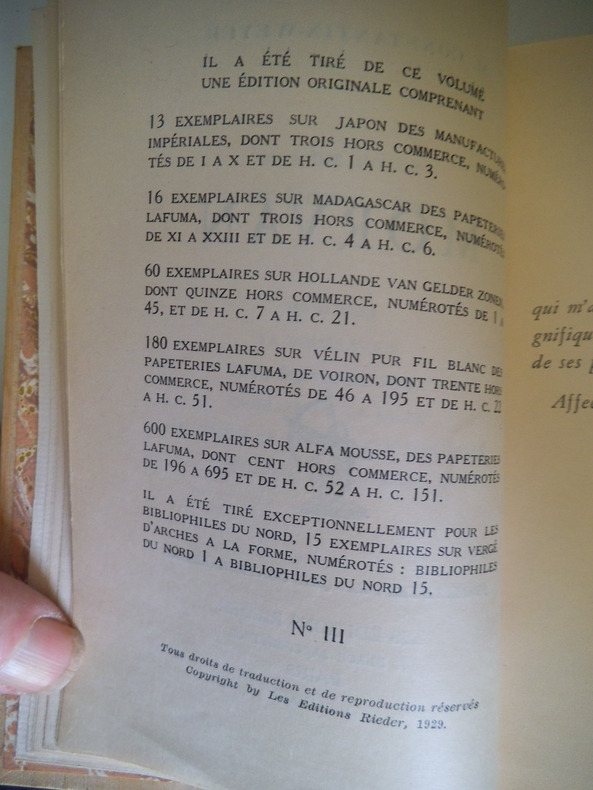 IL A ÉTÉ TIRÉ DE CE VOLUME
UNE ÉDITION ORIGINALE COMPRENANT
13 EXEMPLAIRES SUR JAPON DES MANUFACTURES
IMPÉRIALES, DONT TROIS HORS COMMERCE, NUMÉRO-
TÉS DE I A X ET DE H. C. 1 A H. C. 3.
16 EXEMPLAIRES SUR MADAGASCAR DES PAPETERIES
LAFUMA, DONT TROIS HORS COMMERCE, NUMÉROTÉS
DE XI A XXIII ET DE H. C. 4 A H. C. 6.
60 EXEMPLAIRES SUR HOLLANDE VAN GELDER ZONEN,
DONT QUINZE HORS COMMERCE, NUMÉROTÉS DE 1 A
45, ET DE H. C. 7 A H. C. 21.
180 EXEMPLAIRES SUR VÉLIN PUR FIL BLANC DES
PAPETERIES LAFUMA, DE VOIRON, DONT TRENTE HORS
COMMERCE, NUMÉROTÉS DE 46 A 195 ET DE H. C. 22
A H. C. 51.
600 EXEMPLAIRES SUR ALFA MOUSSE, DES PAPETERIES
LAFUMA, DONT CENT HORS COMMERCE, NUMÉROTÉS
DE 196 A 695 ET DE H. C. 52 A H. C. 151.
IL A ÉTÉ TIRÉ EXCEPTIONNELLEMENT POUR LES
BIBLIOPHILES DU NORD, 15 EXEMPLAIRES SUR VERGÉ
D'ARCHES A LA FORME, NUMÉROTÉS : BIBLIOPHILES
DU NORD 1 A BIBLIOPHILES DU NORD 15.
Nº III
Tous droits de traduction et de reproduction réservés
Copyright by Les Editions Rieder, 1929.
qui m'a
gnifiqu
de ses
Affec